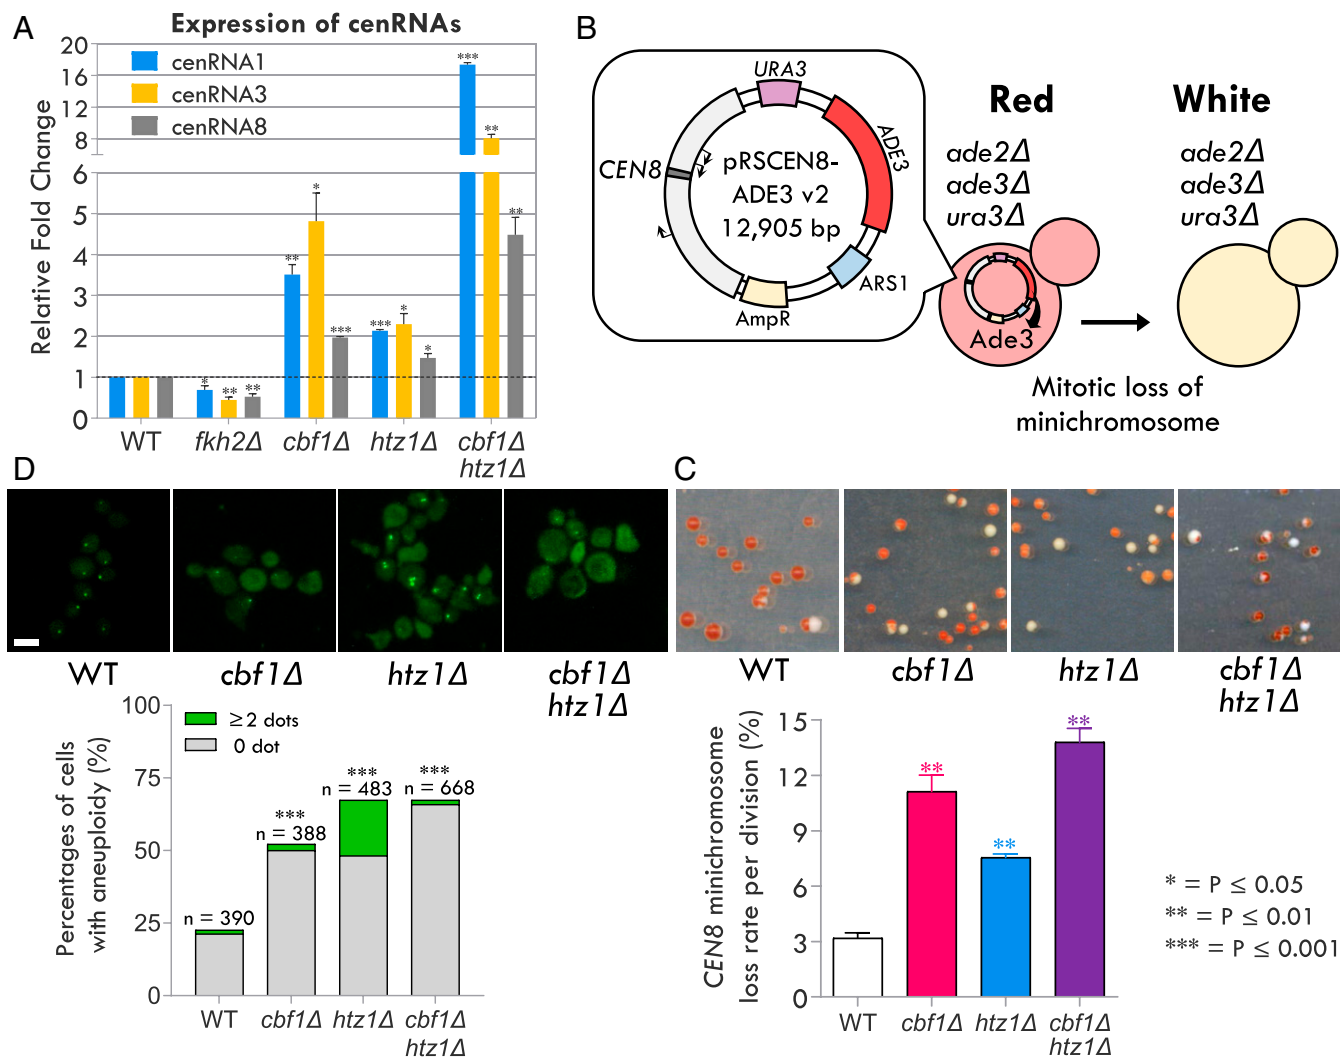 A
Expression of cenRNAs
Relative Fold Change
20
16
12
8
6
5
4
3
2
1
0
cenRNA1
cenRNA3
cenRNA8
*
**
**
**
*
***
***
*
*
***
**
**
WT
fkh2Δ
cbf1Δ
htz1Δ
cbf1Δ
htz1Δ
B
URA3
ADE3
CEN8
pRSCEN8-
ADE3 v2
12,905 bp
ARS1
AmpR
Red
ade2Δ
ade3Δ
ura3Δ
Ade3
White
ade2Δ
ade3Δ
ura3Δ
Mitotic loss of
minichromosome
D
WT
cbf1Δ
htz1Δ
cbf1Δ
htz1Δ
Percentages of cells
with aneuploidy (%)
100
75
50
25
0
≥2 dots
0 dot
n = 390
***
n = 388
***
n = 483
***
n = 668
WT
cbf1Δ
htz1Δ
cbf1Δ
htz1Δ
C
WT
cbf1Δ
htz1Δ
cbf1Δ
htz1Δ
CEN8 minichromosome
loss rate per division (%)
15
12
9
6
3
0
**
**
**
WT
cbf1Δ
htz1Δ
cbf1Δ
htz1Δ
* = P ≤ 0.05
** = P ≤ 0.01
*** = P ≤ 0.001